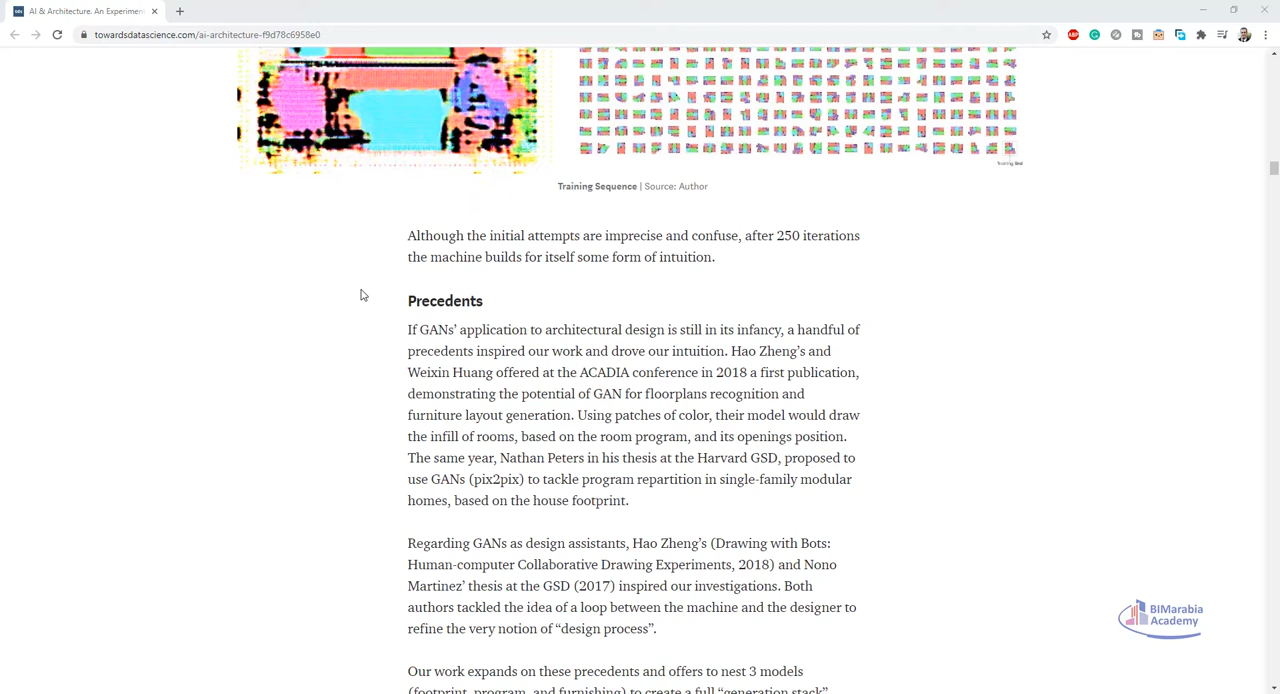 AI & Architecture. An Experimen
towardsdatascience.com/ai-architecture-f9d78c6958e0
Training Sequence | Source: Author
Although the initial attempts are imprecise and confuse, after 250 iterations
the machine builds for itself some form of intuition.
Precedents
If GANs’ application to architectural design is still in its infancy, a handful of
precedents inspired our work and drove our intuition. Hao Zheng’s and
Weixin Huang offered at the ACADIA conference in 2018 a first publication,
demonstrating the potential of GAN for floorplans recognition and
furniture layout generation. Using patches of color, their model would draw
the infill of rooms, based on the room program, and its openings position.
The same year, Nathan Peters in his thesis at the Harvard GSD, proposed to
use GANs (pix2pix) to tackle program repartition in single-family modular
homes, based on the house footprint.
Regarding GANs as design assistants, Hao Zheng’s (Drawing with Bots:
Human-computer Collaborative Drawing Experiments, 2018) and Nono
Martinez’ thesis at the GSD (2017) inspired our investigations. Both
authors tackled the idea of a loop between the machine and the designer to
refine the very notion of “design process”.
Our work expands on these precedents and offers to nest 3 models
(footprint, program, and furnishing) to create a full “generation stack”
BIMarabia
Academy